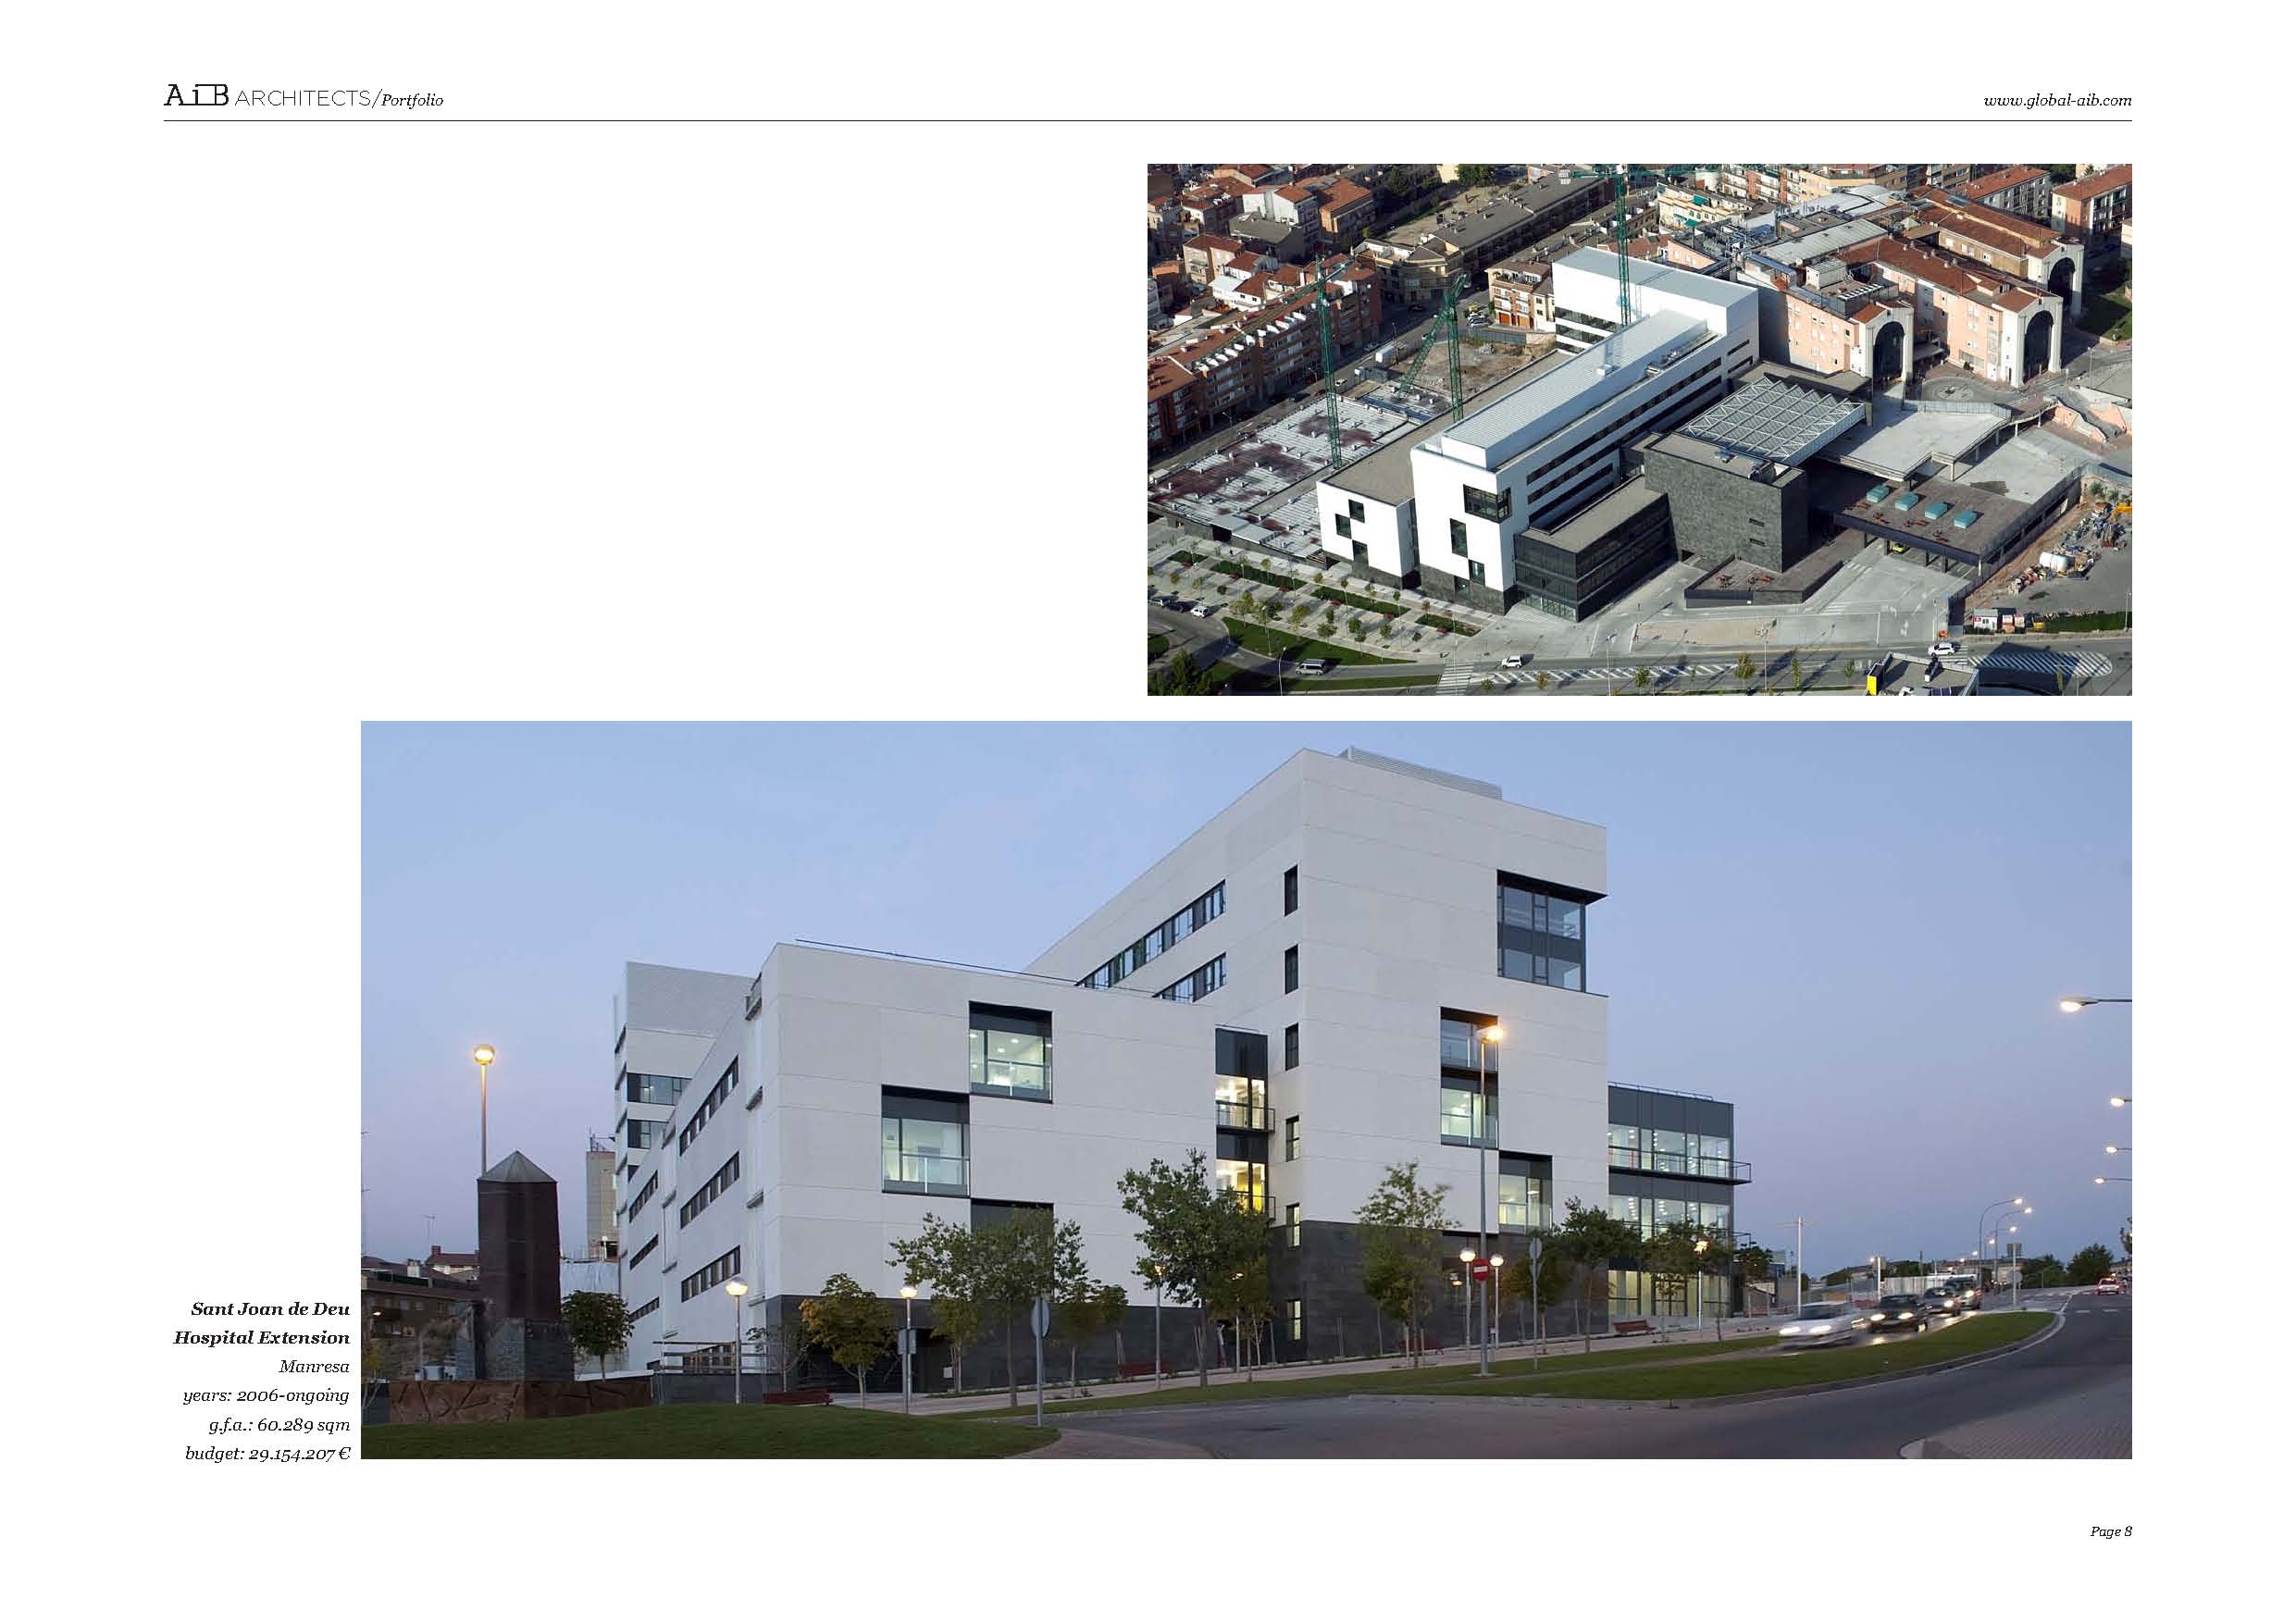 AiB ARCHITECTS/Portfolio
www.global-aib.com
Sant Joan de Deu
Hospital Extension
Manresa
years: 2006-ongoing
g.f.a.: 60.289 sqm
budget: 29.154.207 €
Page 8